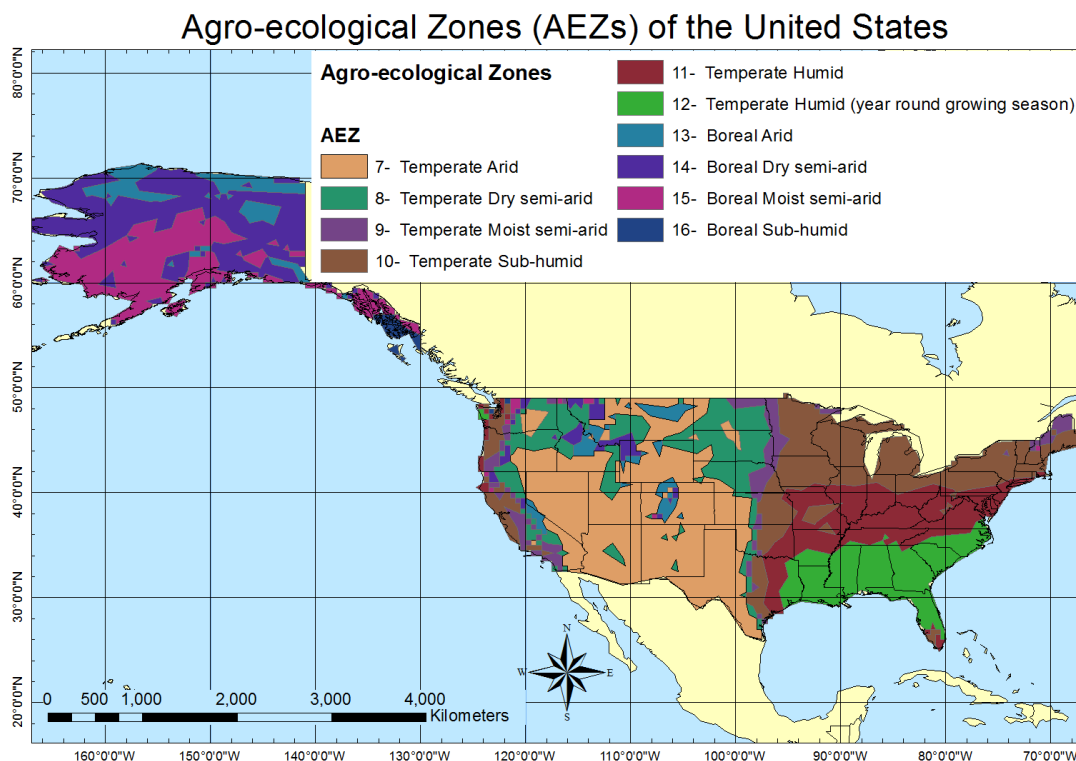 Agro-ecological Zones (AEZs) of the United States
Agro-ecological Zones
AEZ
7- Temperate Arid
8- Temperate Dry semi-arid
9- Temperate Moist semi-arid
10- Temperate Sub-humid
11- Temperate Humid
12- Temperate Humid (year round growing season)
13- Boreal Arid
14- Boreal Dry semi-arid
15- Boreal Moist semi-arid
16- Boreal Sub-humid
80°0'0"N
70°0'0"N
60°0'0"N
50°0'0"N
40°0'0"N
30°0'0"N
20°0'0"N
N
W
E
S
0 500 1,000 2,000 3,000 4,000
Kilometers
160°0'0"W 150°0'0"W 140°0'0"W 130°0'0"W 120°0'0"W 110°0'0"W 100°0'0"W 90°0'0"W 80°0'0"W 70°0'0"W